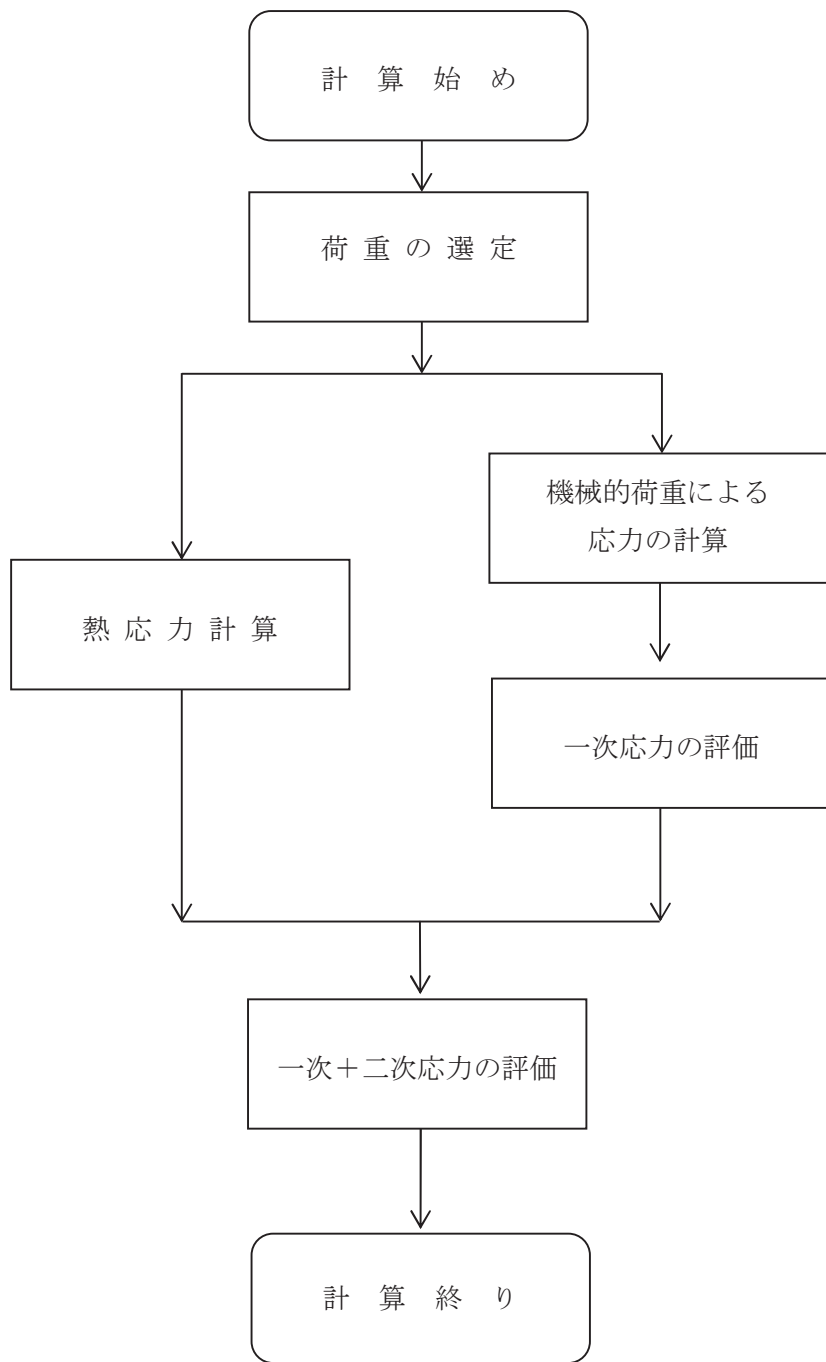 計算始め
荷重の選定
機械的荷重による
応力の計算
熱応力計算
一次応力の評価
一次＋二次応力の評価
計算終り